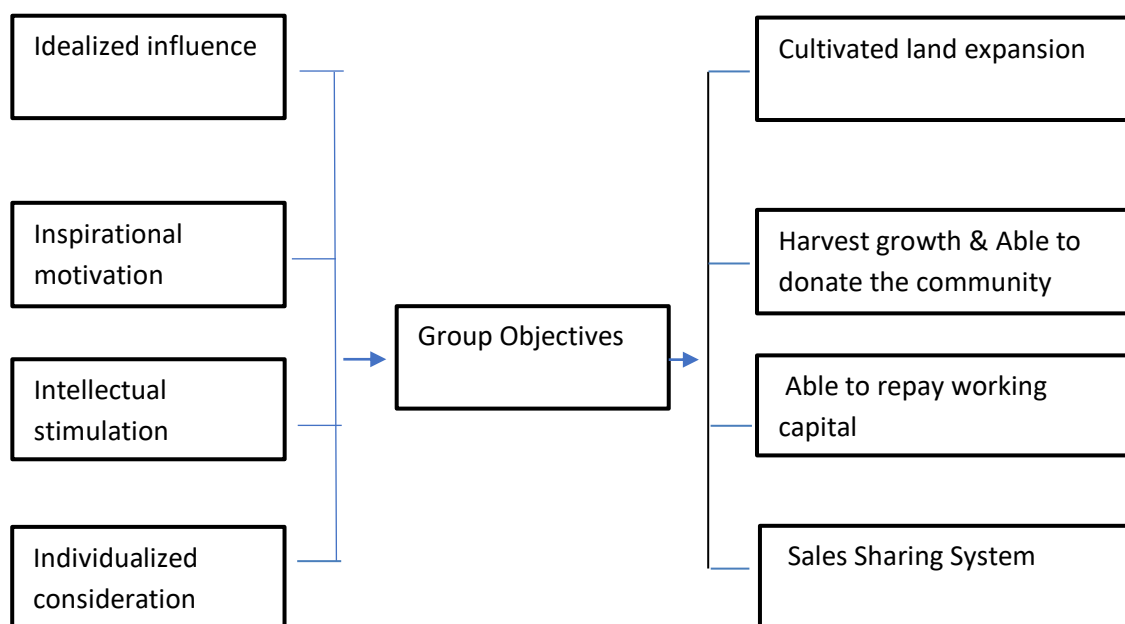 Idealized influence
Inspirational
motivation
Intellectual
stimulation
Individualized
consideration
Group Objectives
Cultivated land expansion
Harvest growth & Able to
donate the community
Able to repay working
capital
Sales Sharing System